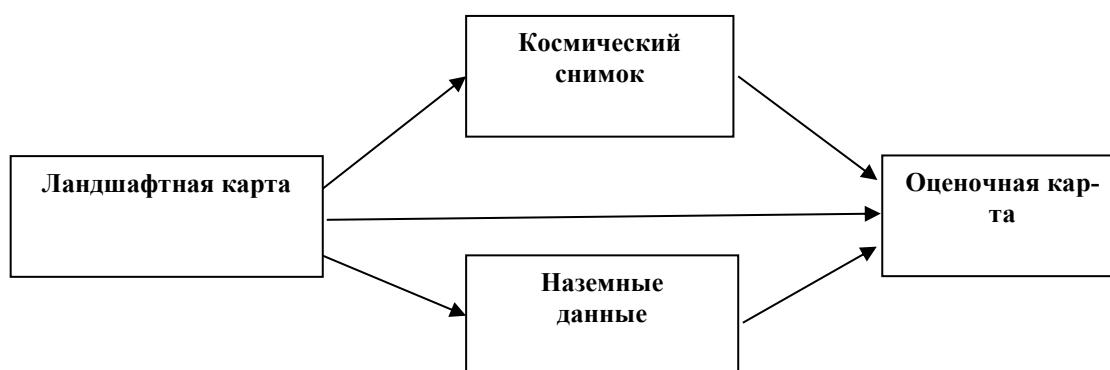 Космический
снимок
Ландшафтная карта
Оценочная кар-
та
Наземные
данные